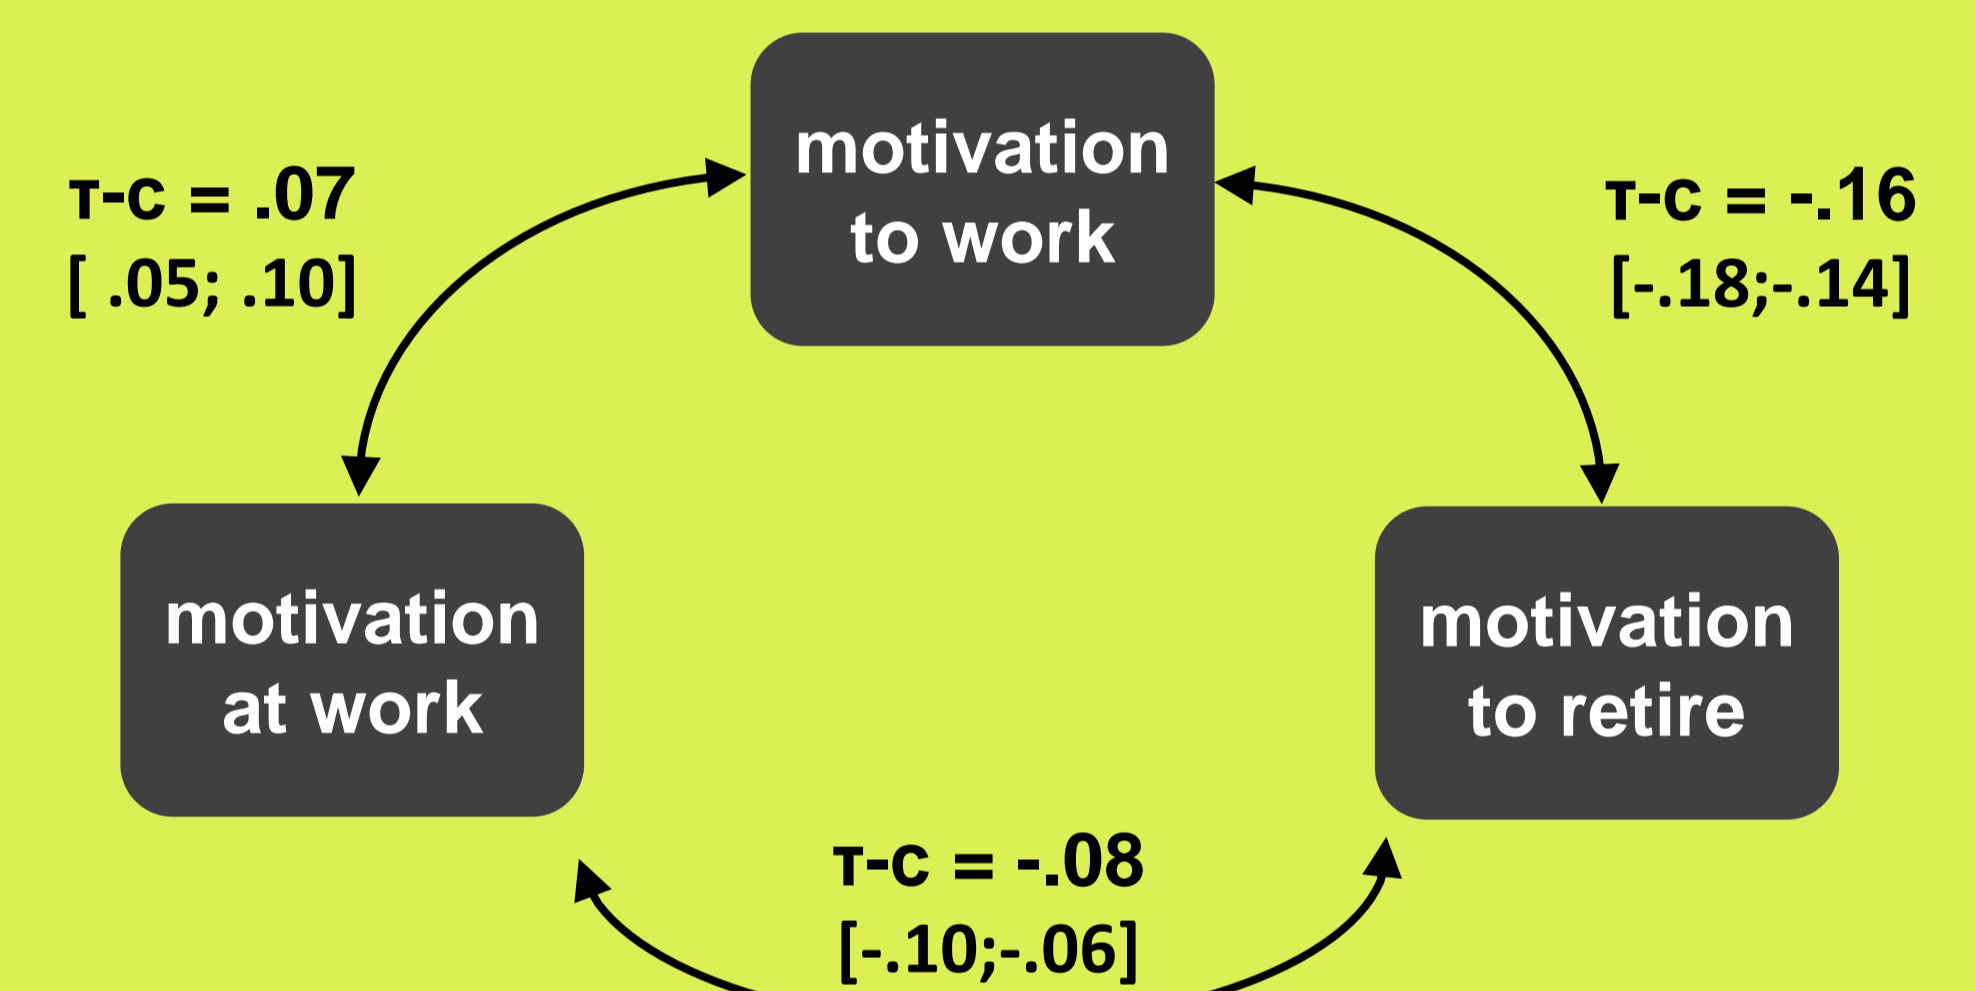 motivation
to work
τ-c = .07
[ .05; .10]
τ-c = -.16
[-.18;-.14]
motivation
at work
motivation
to retire
τ-c = -.08
[-.10;-.06]